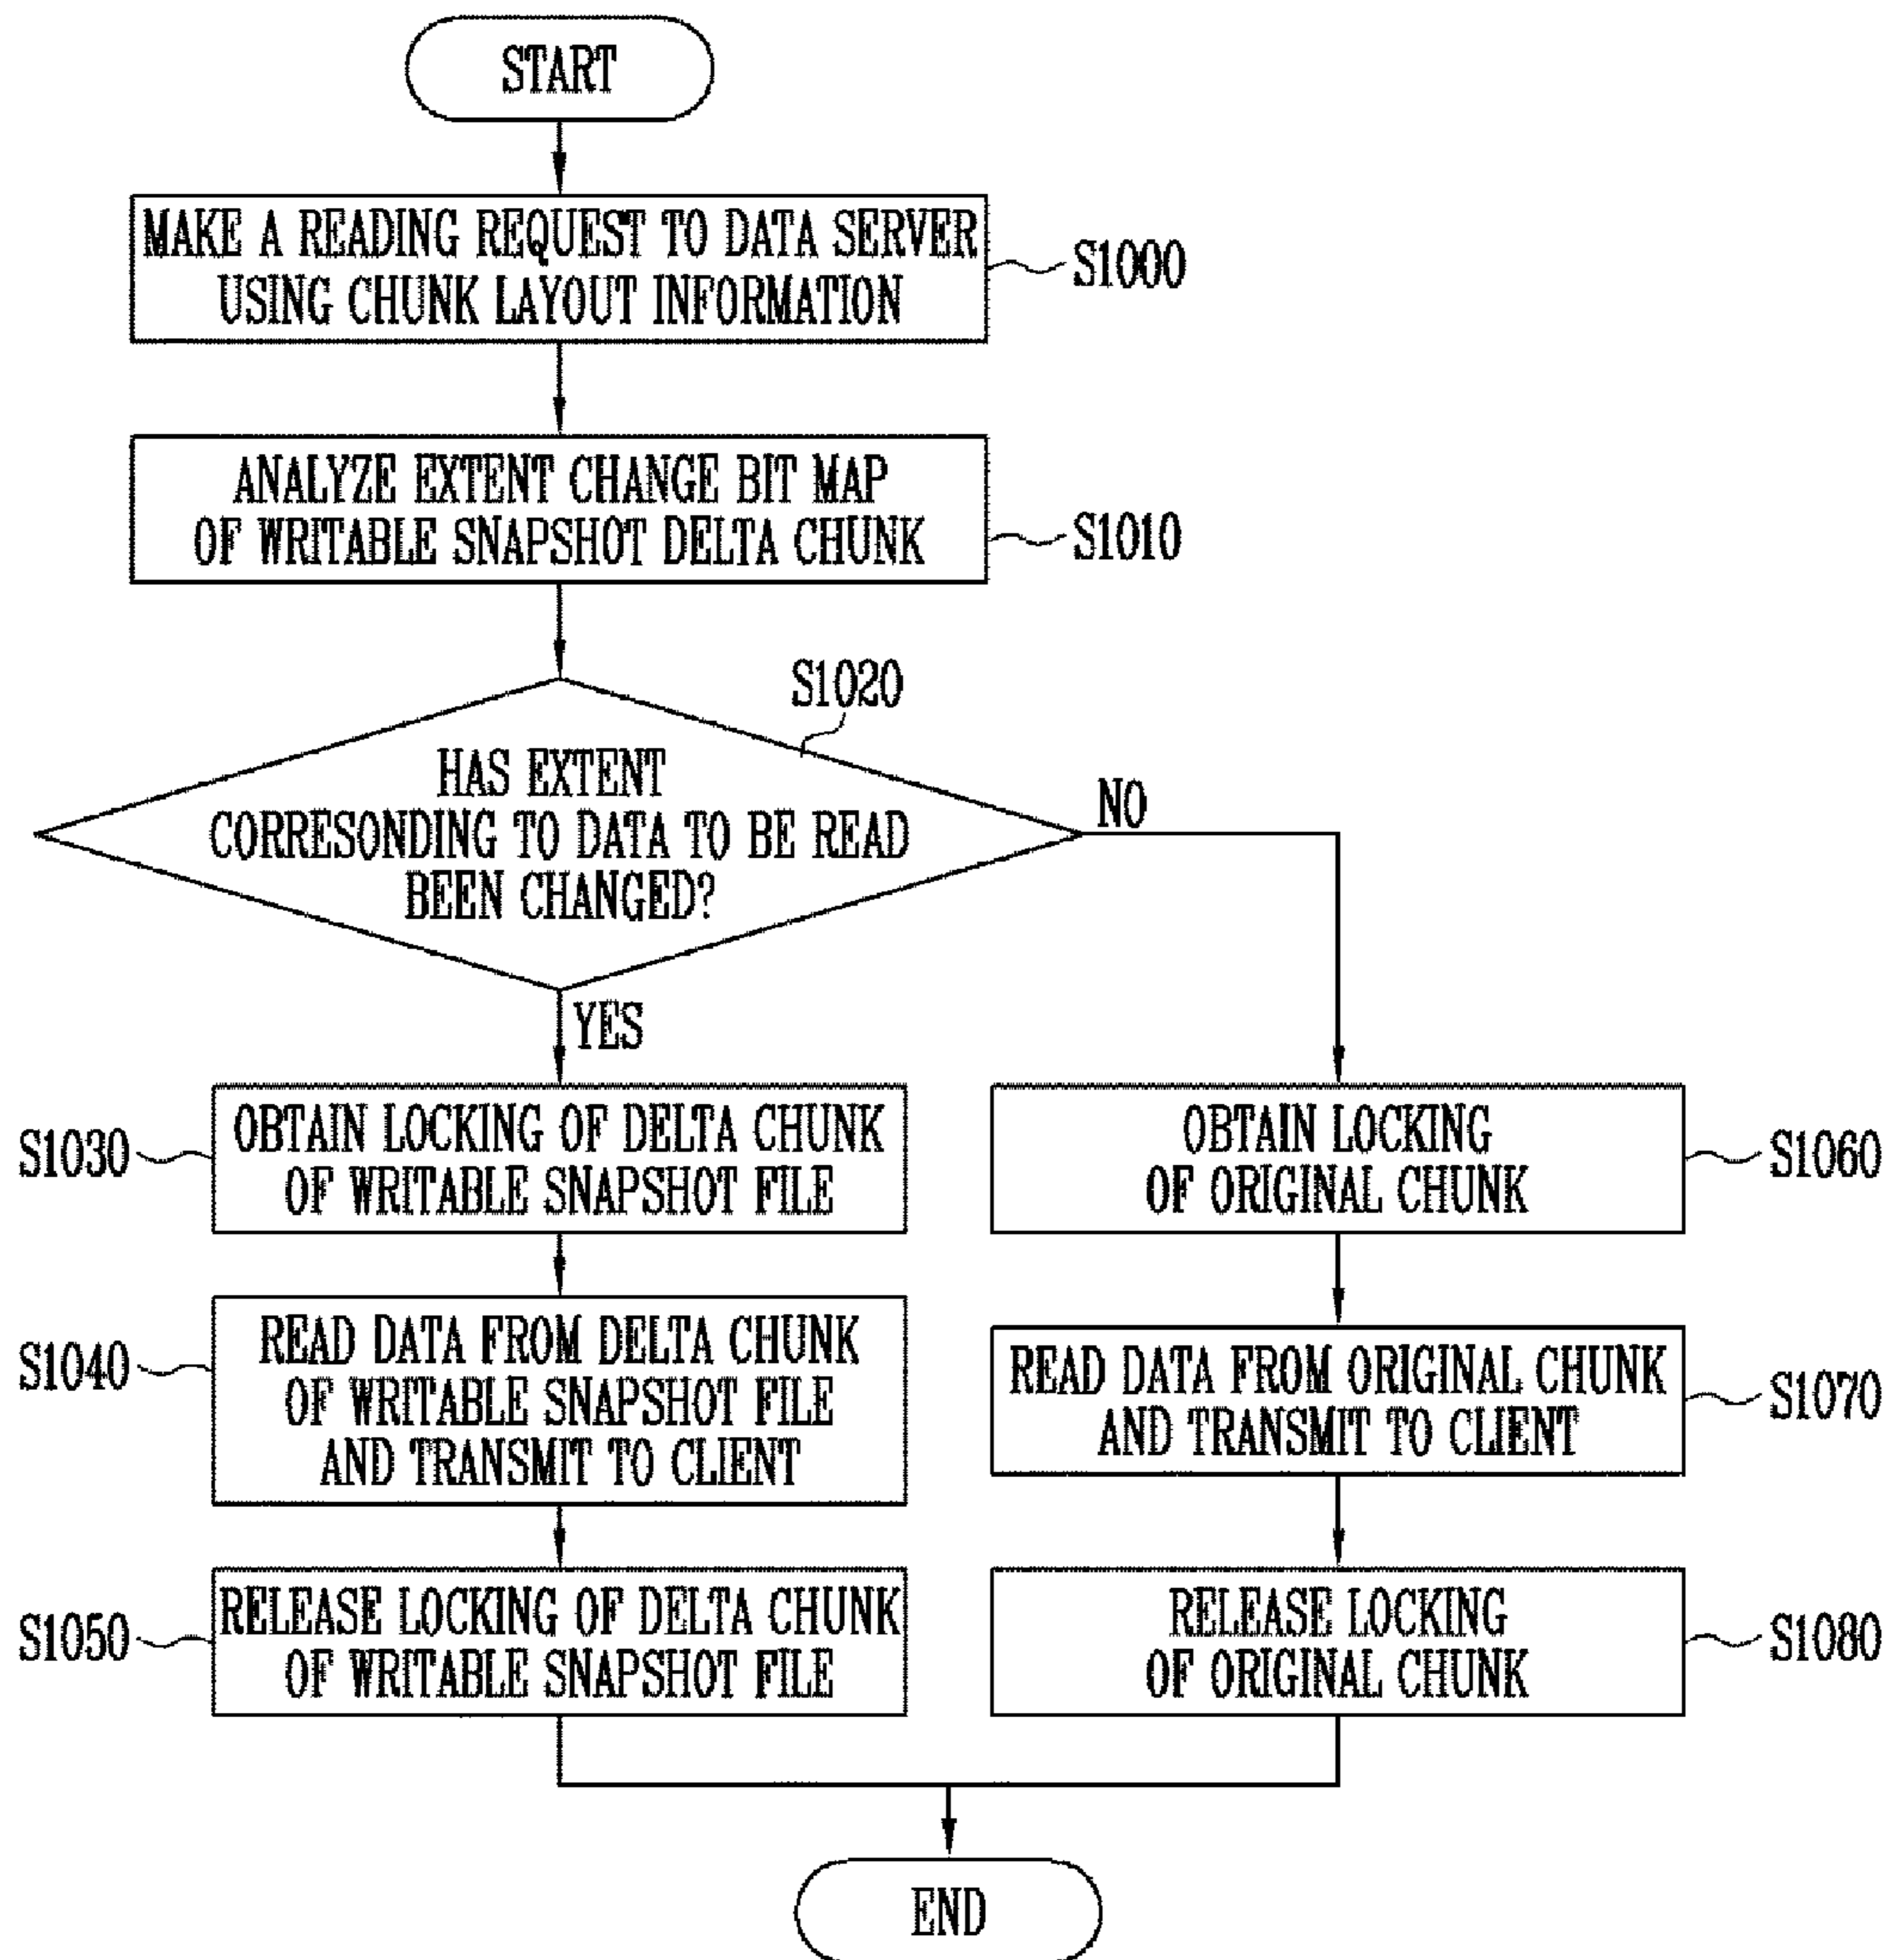 START
MAKE A READING REQUEST TO DATA SERVER
USING CHUNK LAYOUT INFORMATION
S1000
ANALYZE EXTENT CHANGE BIT MAP
OF WRITABLE SNAPSHOT DELTA CHUNK
S1010
S1020
HAS EXTENT
CORRESONDING TO DATA TO BE READ
BEEN CHANGED?
NO
YES
S1030
OBTAIN LOCKING OF DELTA CHUNK
OF WRITABLE SNAPSHOT FILE
OBTAIN LOCKING
OF ORIGINAL CHUNK
S1060
S1040
READ DATA FROM DELTA CHUNK
OF WRITABLE SNAPSHOT FILE
AND TRANSMIT TO CLIENT
READ DATA FROM ORIGINAL CHUNK
AND TRANSMIT TO CLIENT
S1070
S1050
RELEASE LOCKING OF DELTA CHUNK
OF WRITABLE SNAPSHOT FILE
RELEASE LOCKING
OF ORIGINAL CHUNK
S1080
END